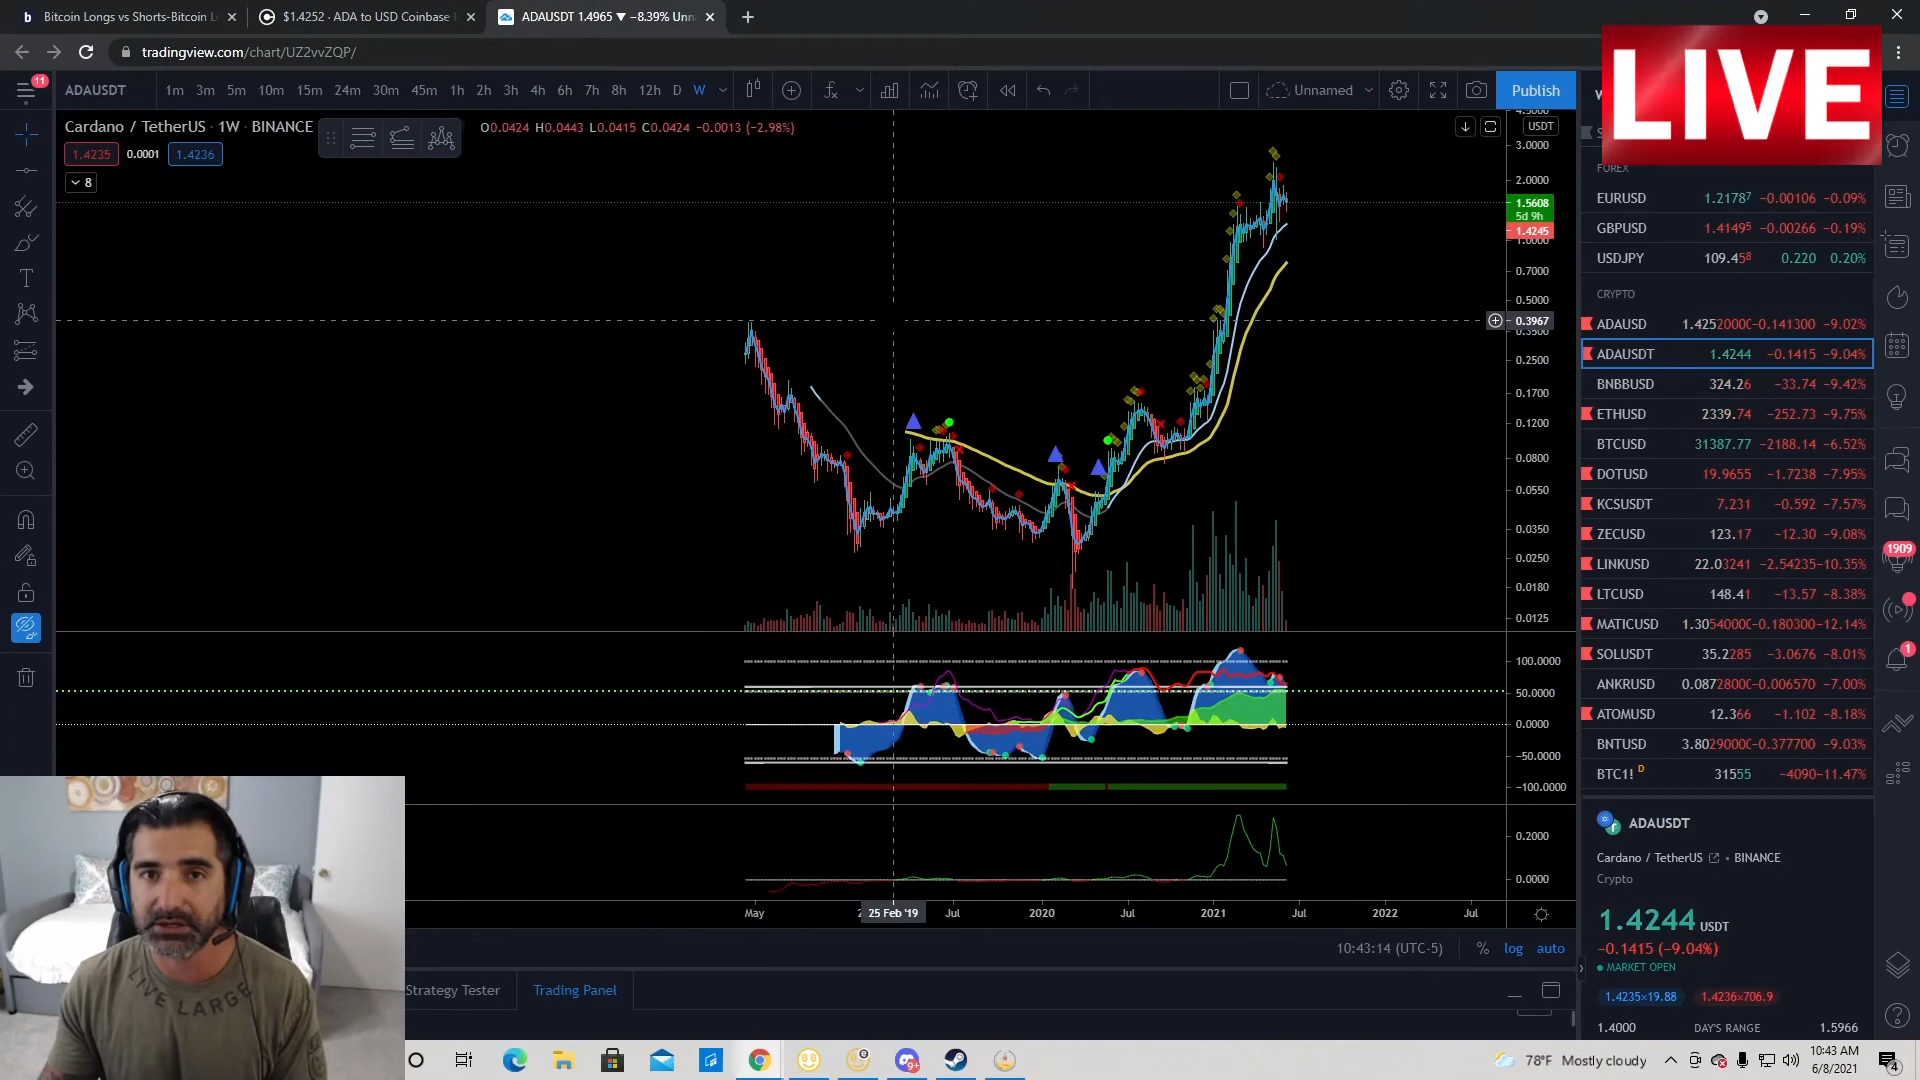 Bitcoin Longs vs Shorts-Bitcoin L
$1.4252 · ADA to USD Coinbase
ADAUSDT 1.4965 ▼ −8.39% Unn
tradingview.com/chart/UZ2vvZQP/
LIVE
11
ADAUSDT 1m 3m 5m 10m 15m 24m 30m 45m 1h 2h 3h 4h 6h 7h 8h 12h D W
Unnamed
Publish
Cardano / TetherUS · 1W · BINANCE
O0.0424 H0.0443 L0.0415 C0.0424 −0.0013 (−2.98%)
1.4235 0.0001 1.4236
8
USDT
3.0000
2.0000
1.5608
5d 9h
1.4245
1.0000
0.7000
0.5000
0.3967
0.3500
0.2500
0.1700
0.1200
0.0800
0.0550
0.0350
0.0250
0.0180
0.0125
100.0000
50.0000
0.0000
−50.0000
−100.0000
0.2000
0.0000
May 25 Feb '19 Jul 2020 Jul 2021 Jul 2022 Jul
10:43:14 (UTC-5) % log auto
Strategy Tester Trading Panel
FOREX
EURUSD 1.21787 −0.00106 −0.09%
GBPUSD 1.41495 −0.00266 −0.19%
USDJPY 109.458 0.220 0.20%
CRYPTO
ADAUSD 1.42520000 −0.141300 −9.02%
ADAUSDT 1.4244 −0.1415 −9.04%
BNBBUSD 324.26 −33.74 −9.42%
ETHUSD 2339.74 −252.73 −9.75%
BTCUSD 31387.77 −2188.14 −6.52%
DOTUSD 19.9655 −1.7238 −7.95%
KCSUSDT 7.231 −0.592 −7.57%
ZECUSD 123.17 −12.30 −9.08%
LINKUSD 22.03241 −2.54235 −10.35%
LTCUSD 148.41 −13.57 −8.38%
MATICUSD 1.30540000 −0.180300 −12.14%
SOLUSDT 35.2285 −3.0676 −8.01%
ANKRUSD 0.08728000 −0.006570 −7.00%
ATOMUSD 12.366 −1.102 −8.18%
BNTUSD 3.80290000 −0.377700 −9.03%
BTC1! D 31555 −4090 −11.47%
1909
1
ADAUSDT
Cardano / TetherUS • BINANCE
Crypto
1.4244 USDT
−0.1415 (−9.04%)
MARKET OPEN
1.4235×19.88 1.4236×706.9
1.4000 DAY'S RANGE 1.5966
LIVE LARGE
9+
78°F Mostly cloudy
10:43 AM
6/8/2021
4